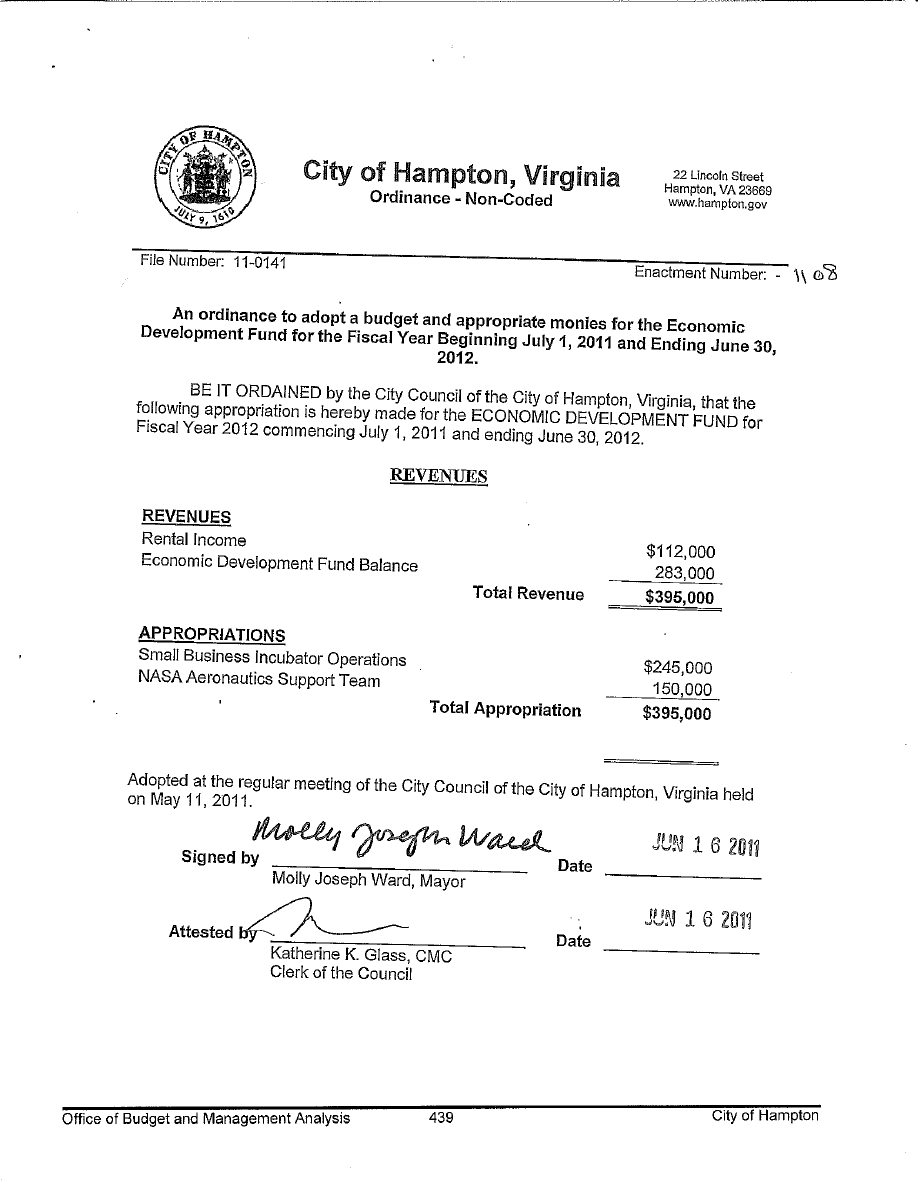 CITY OF HAMPTON
JULY 9, 1610
City of Hampton, Virginia
Ordinance - Non-Coded
22 Lincoln Street
Hampton, VA 23669
www.hampton.gov
File Number: 11-0141
Enactment Number: - 1108
An ordinance to adopt a budget and appropriate monies for the Economic
Development Fund for the Fiscal Year Beginning July 1, 2011 and Ending June 30,
2012.
BE IT ORDAINED by the City Council of the City of Hampton, Virginia, that the
following appropriation is hereby made for the ECONOMIC DEVELOPMENT FUND for
Fiscal Year 2012 commencing July 1, 2011 and ending June 30, 2012.
REVENUES
REVENUES
Rental Income $112,000
Economic Development Fund Balance 283,000
Total Revenue $395,000
APPROPRIATIONS
Small Business Incubator Operations $245,000
NASA Aeronautics Support Team 150,000
Total Appropriation $395,000
Adopted at the regular meeting of the City Council of the City of Hampton, Virginia held
on May 11, 2011.
Molly Joseph Ward JUN 16 2011
Signed by Date
Molly Joseph Ward, Mayor
JUN 16 2011
Attested by Date
Katherine K. Glass, CMC
Clerk of the Council
Office of Budget and Management Analysis 439 City of Hampton